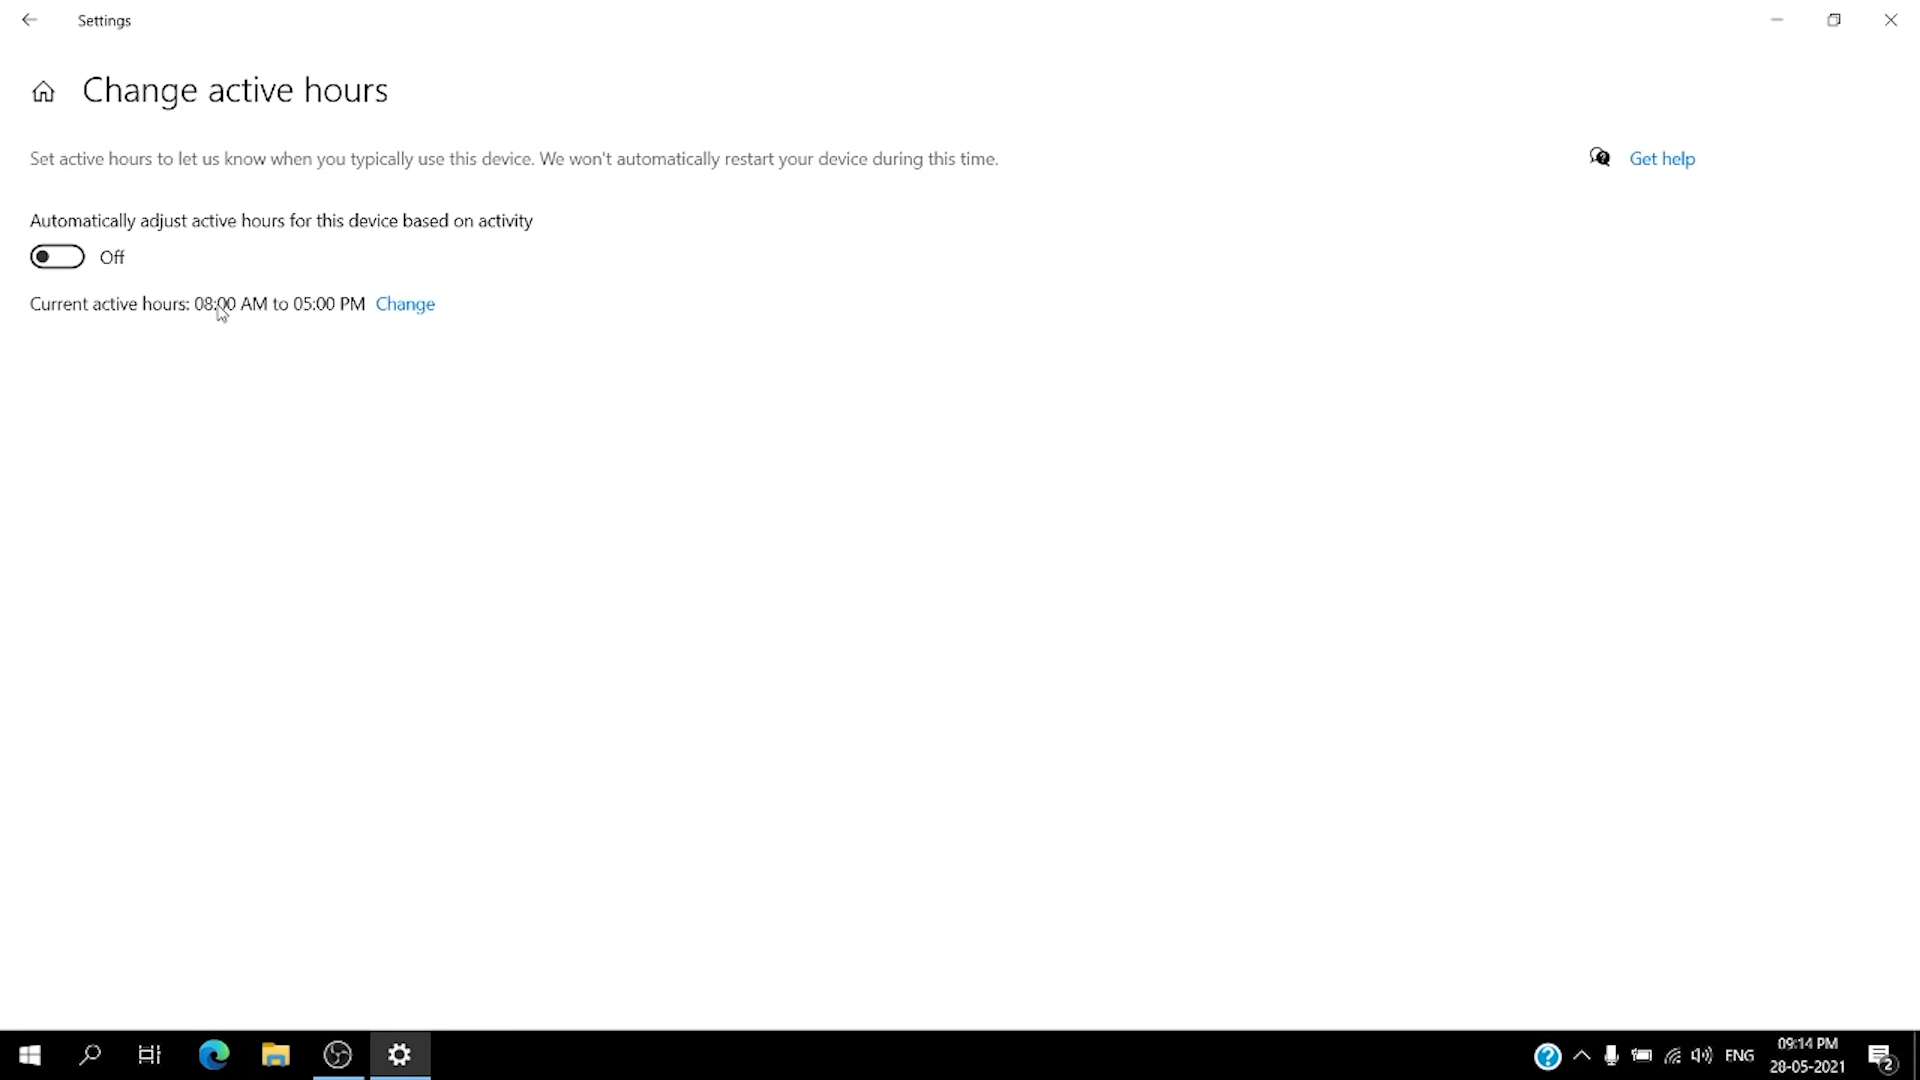 Settings
Change active hours
Set active hours to let us know when you typically use this device. We won't automatically restart your device during this time.
Get help
Automatically adjust active hours for this device based on activity
Off
Current active hours: 08:00 AM to 05:00 PM Change
ENG
09:14 PM
28-05-2021
2